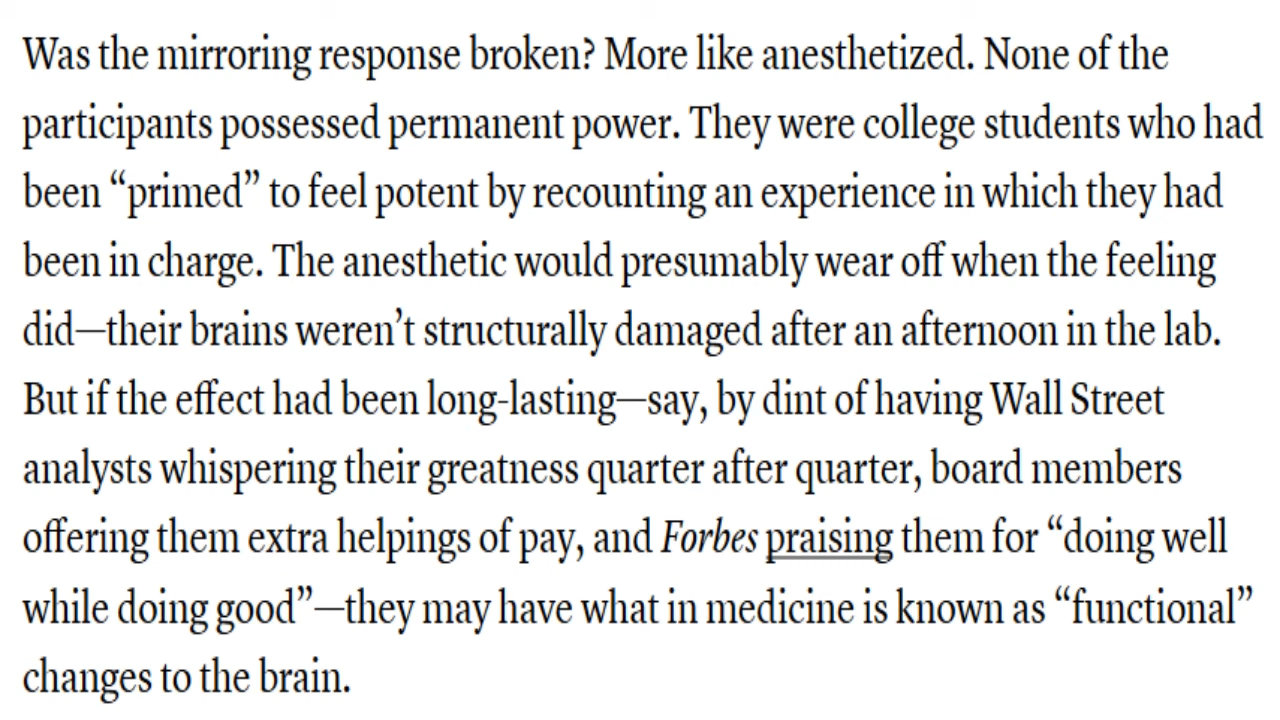 Was the mirroring response broken? More like anesthetized. None of the
participants possessed permanent power. They were college students who had
been “primed” to feel potent by recounting an experience in which they had
been in charge. The anesthetic would presumably wear off when the feeling
did—their brains weren’t structurally damaged after an afternoon in the lab.
But if the effect had been long-lasting—say, by dint of having Wall Street
analysts whispering their greatness quarter after quarter, board members
offering them extra helpings of pay, and Forbes praising them for “doing well
while doing good”—they may have what in medicine is known as “functional”
changes to the brain.